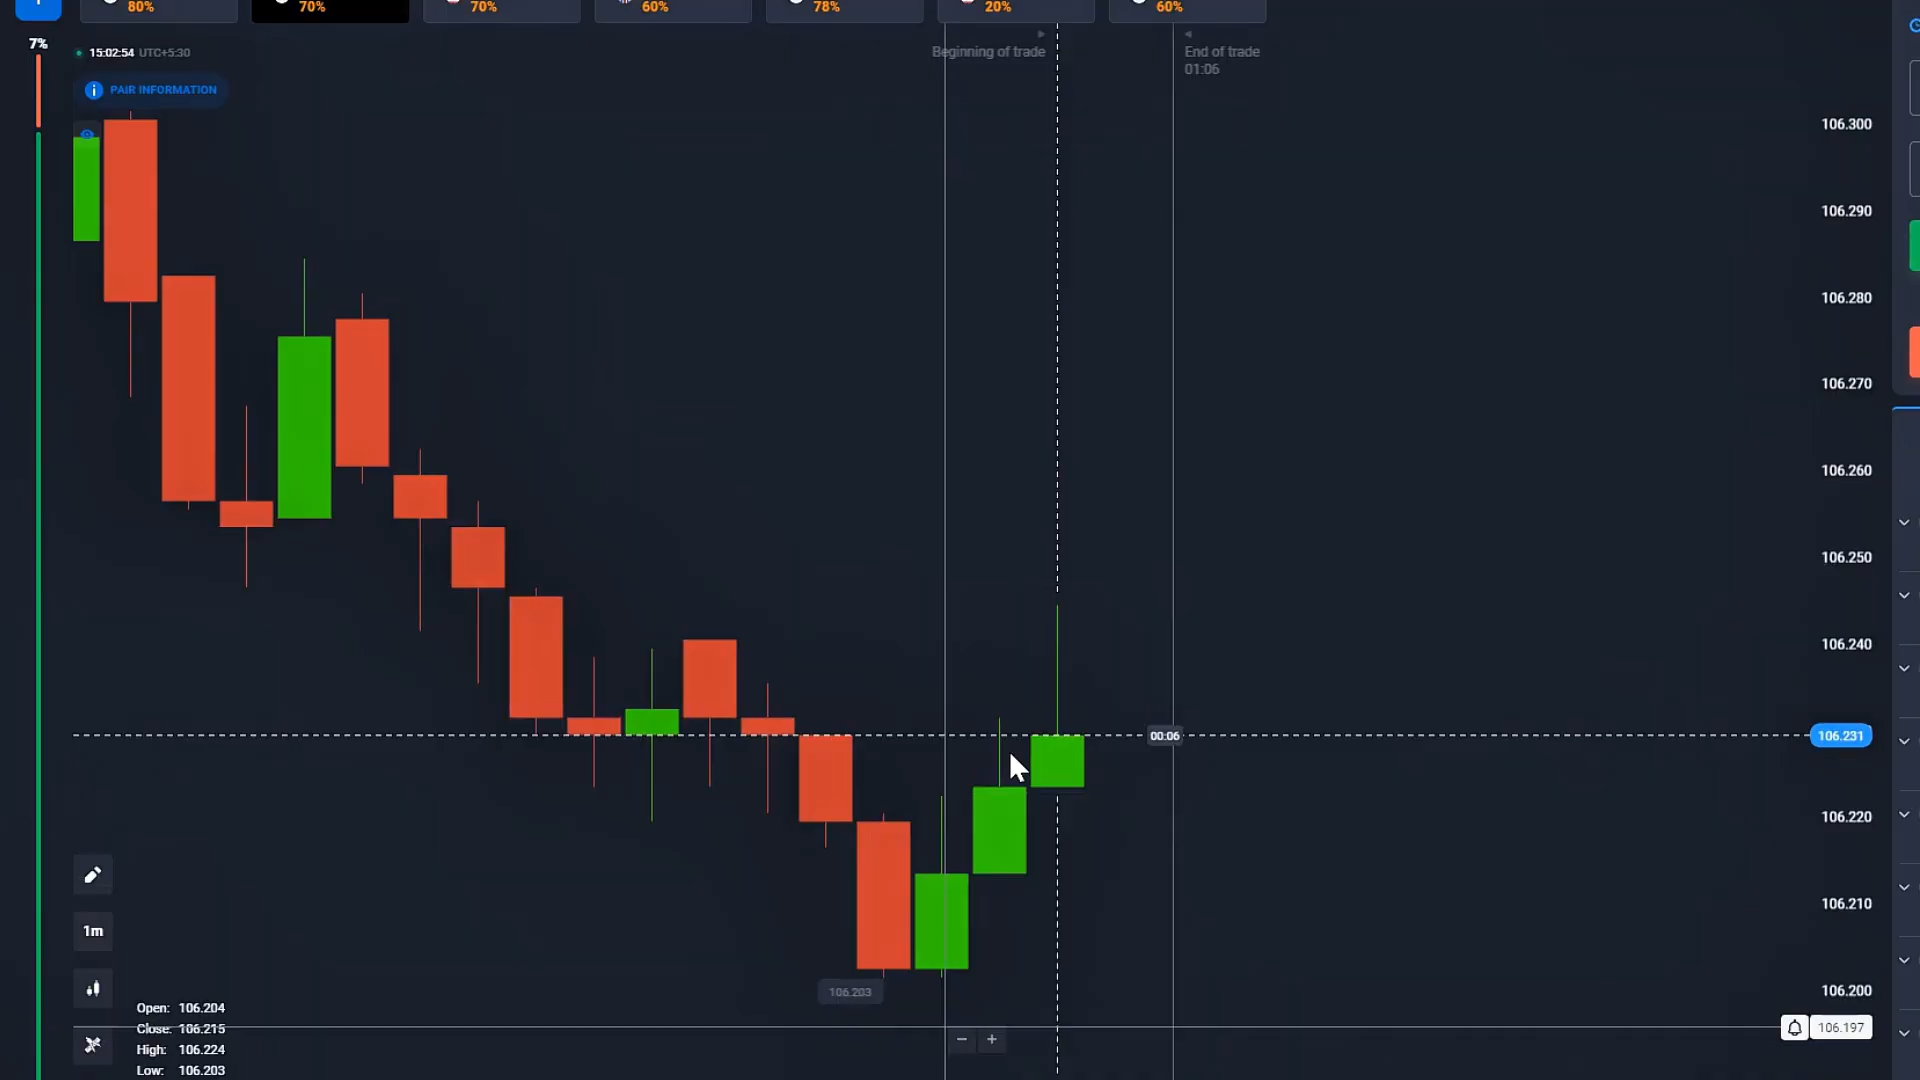 80%
70%
70%
60%
78%
20%
60%
7%
15:02:54 UTC+5:30
Beginning of trade
End of trade
01:06
PAIR INFORMATION
106.300
106.290
106.280
106.270
106.260
106.250
106.240
00:06
106.231
106.220
106.210
1m
106.203
106.200
Open: 106.204
Close: 106.215
106.197
High: 106.224
Low: 106.203